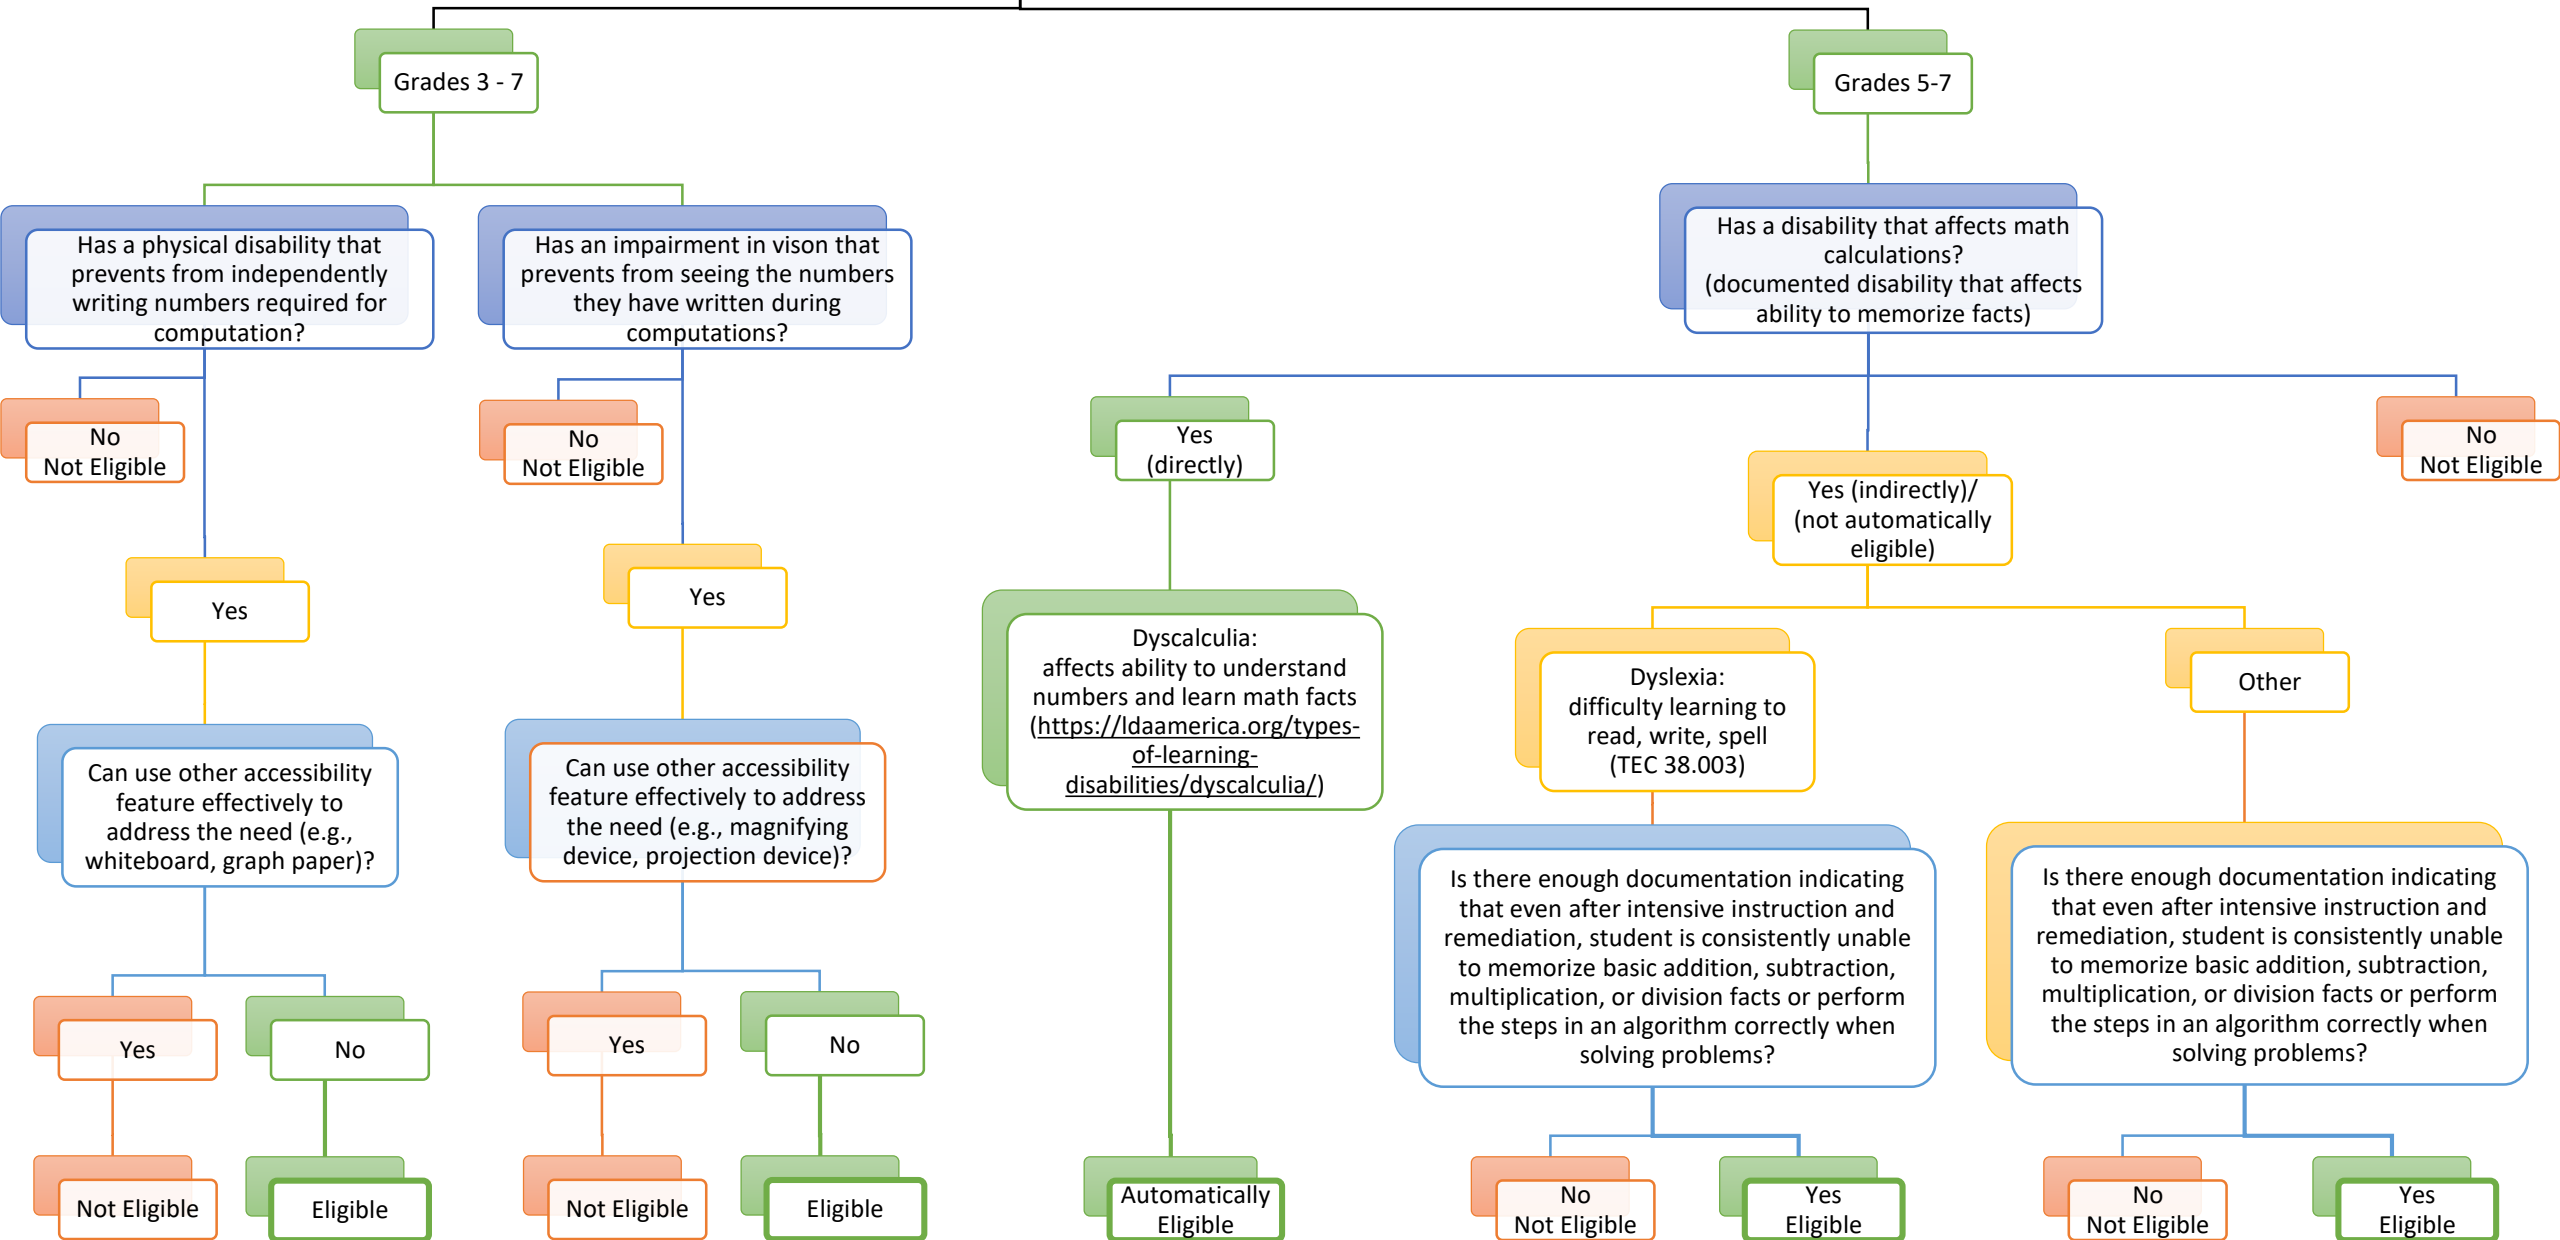 Grades 3 - 7
Grades 5-7
Has a physical disability that
prevents from independently
writing numbers required for
computation?
Has an impairment in vison that
prevents from seeing the numbers
they have written during
computations?
Has a disability that affects math
calculations?
(documented disability that affects
ability to memorize facts)
No
Not Eligible
No
Not Eligible
Yes
(directly)
Yes (indirectly)/
(not automatically
eligible)
No
Not Eligible
Yes
Yes
Dyscalculia:
affects ability to understand
numbers and learn math facts
(https://ldaamerica.org/types-
of-learning-
disabilities/dyscalculia/)
Dyslexia:
difficulty learning to
read, write, spell
(TEC 38.003)
Other
Can use other accessibility
feature effectively to
address the need (e.g.,
whiteboard, graph paper)?
Can use other accessibility
feature effectively to address
the need (e.g., magnifying
device, projection device)?
Is there enough documentation indicating
that even after intensive instruction and
remediation, student is consistently unable
to memorize basic addition, subtraction,
multiplication, or division facts or perform
the steps in an algorithm correctly when
solving problems?
Is there enough documentation indicating
that even after intensive instruction and
remediation, student is consistently unable
to memorize basic addition, subtraction,
multiplication, or division facts or perform
the steps in an algorithm correctly when
solving problems?
Yes
No
Yes
No
Not Eligible
Eligible
Not Eligible
Eligible
Automatically
Eligible
No
Not Eligible
Yes
Eligible
No
Not Eligible
Yes
Eligible